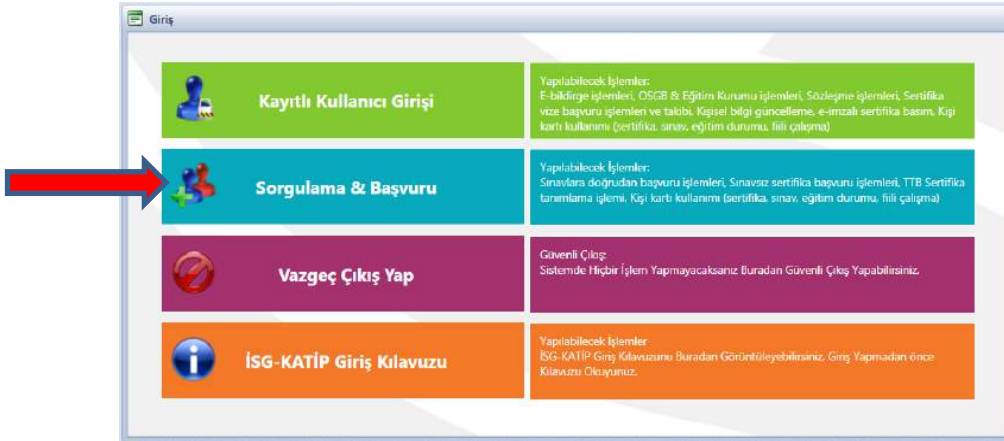 Giriş
Kayıtlı Kullanıcı Girişi
Yapılabilecek İşlemler:
E-bildirge işlemleri, OSGB & Eğitim Kurumu işlemleri, Sözleşme işlemleri, Sertifika
vize başvuru işlemleri ve takibi, Kişisel bilgi güncelleme, e-imzalı sertifika basım, Kişi
kartı kullanımı (sertifika, sınav, eğitim durumu, fiili çalışma)
Sorgulama & Başvuru
Yapılabilecek İşlemler:
Sınavlara doğrudan başvuru işlemleri, Sınavsız sertifika başvuru işlemleri, TTB Sertifika
tanımlama işlemi, Kişi kartı kullanımı (sertifika, sınav, eğitim durumu, fiili çalışma)
Vazgeç Çıkış Yap
Güvenli Çıkış:
Sistemde Hiçbir İşlem Yapmayacaksanız Buradan Güvenli Çıkış Yapabilirsiniz.
İSG-KATİP Giriş Kılavuzu
Yapılabilecek İşlemler
İSG-KATİP Giriş Kılavuzunu Buradan Görüntüleyebilirsiniz. Giriş Yapmadan önce
Kılavuzu Okuyunuz.